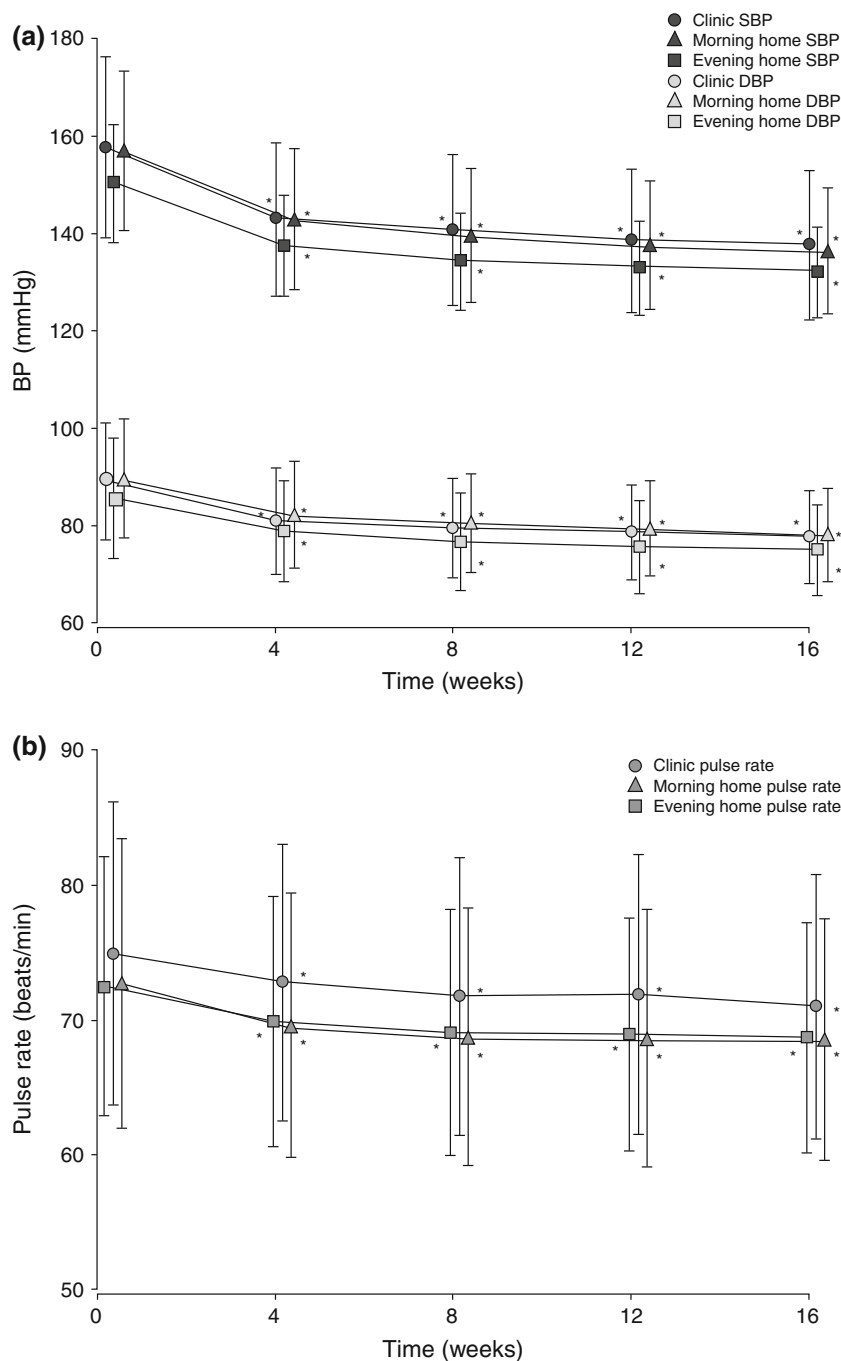 (a)
Clinic SBP
Morning home SBP
Evening home SBP
Clinic DBP
Morning home DBP
Evening home DBP
180
160
140
120
100
80
60
BP (mmHg)
* * * * * * * * * * * *
* * * * * * * * * * * *
0 4 8 12 16
Time (weeks)
(b)
Clinic pulse rate
Morning home pulse rate
Evening home pulse rate
90
80
70
60
50
Pulse rate (beats/min)
* * * * * * * * * * * *
0 4 8 12 16
Time (weeks)